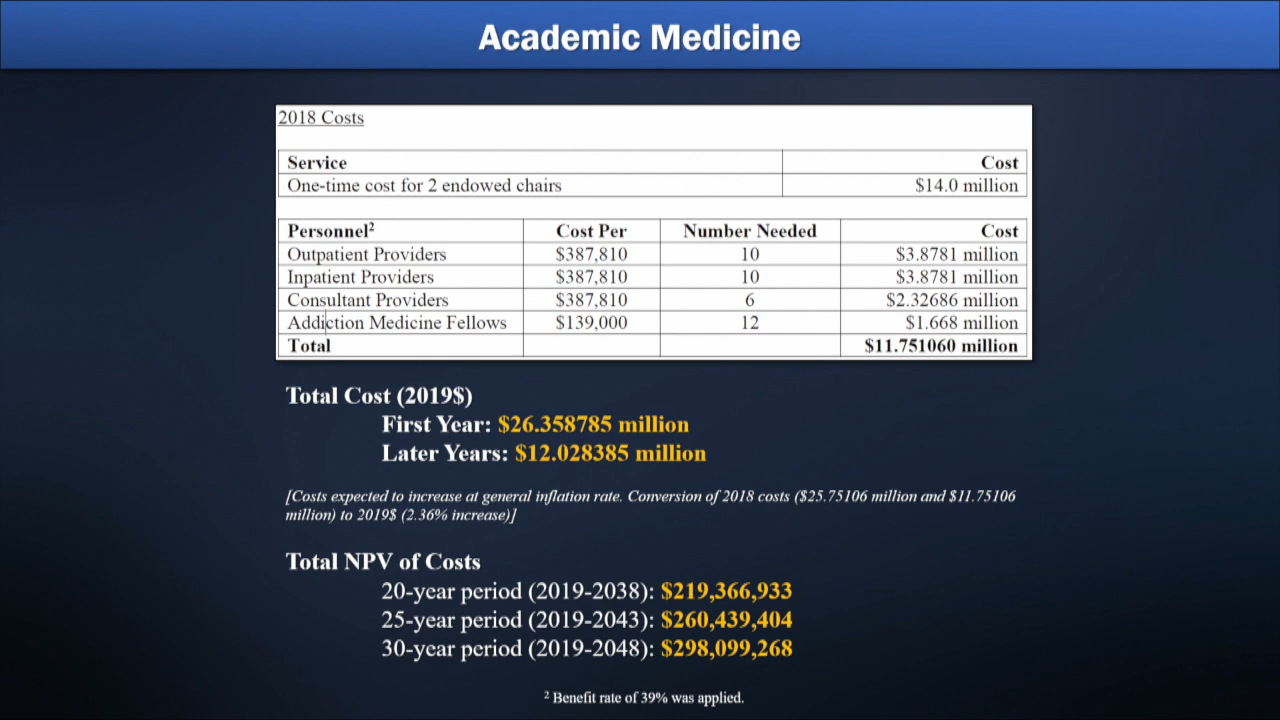 Academic Medicine
2018 Costs
Service Cost
One-time cost for 2 endowed chairs $14.0 million
Personnel² Cost Per Number Needed Cost
Outpatient Providers $387,810 10 $3.8781 million
Inpatient Providers $387,810 10 $3.8781 million
Consultant Providers $387,810 6 $2.32686 million
Addiction Medicine Fellows $139,000 12 $1.668 million
Total $11.751060 million
Total Cost (2019$)
First Year: $26.358785 million
Later Years: $12.028385 million
[Costs expected to increase at general inflation rate. Conversion of 2018 costs ($25.75106 million and $11.75106
million) to 2019$ (2.36% increase)]
Total NPV of Costs
20-year period (2019-2038): $219,366,933
25-year period (2019-2043): $260,439,404
30-year period (2019-2048): $298,099,268
² Benefit rate of 39% was applied.